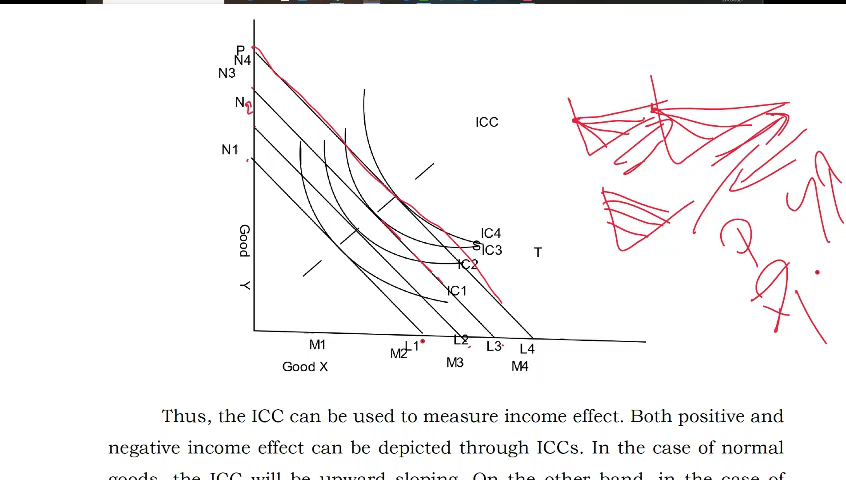 P
N4
N3
N2
N1
ICC
IC4
S
IC3
IC2
IC1
T
Good
Y
M1
M2
L1
L2
L3
L4
M3
M4
Good X
Thus, the ICC can be used to measure income effect. Both positive and
negative income effect can be depicted through ICCs. In the case of normal
goods, the ICC will be upward sloping. On the other hand, in the case of